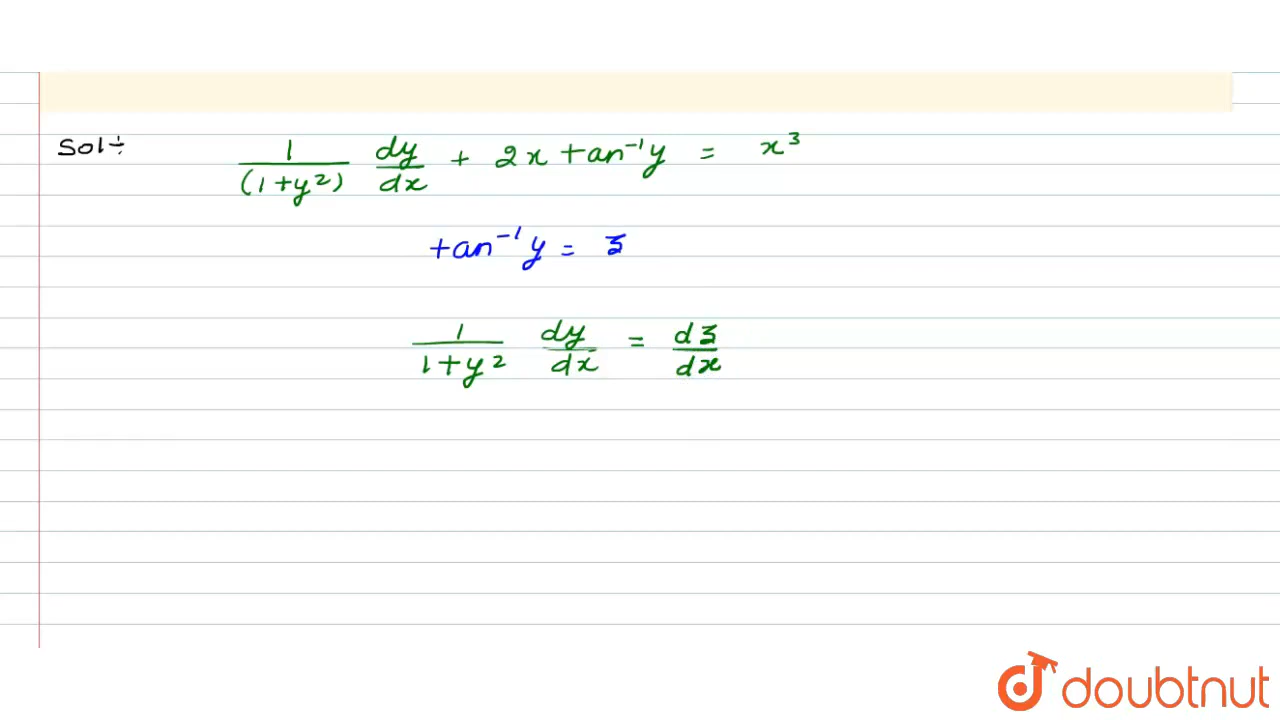 Sol÷ 1/(1+y²) dy/dx + 2x tan⁻¹y = x³
tan⁻¹y = z
1/1+y² dy/dx = dz/dx
doubtnut